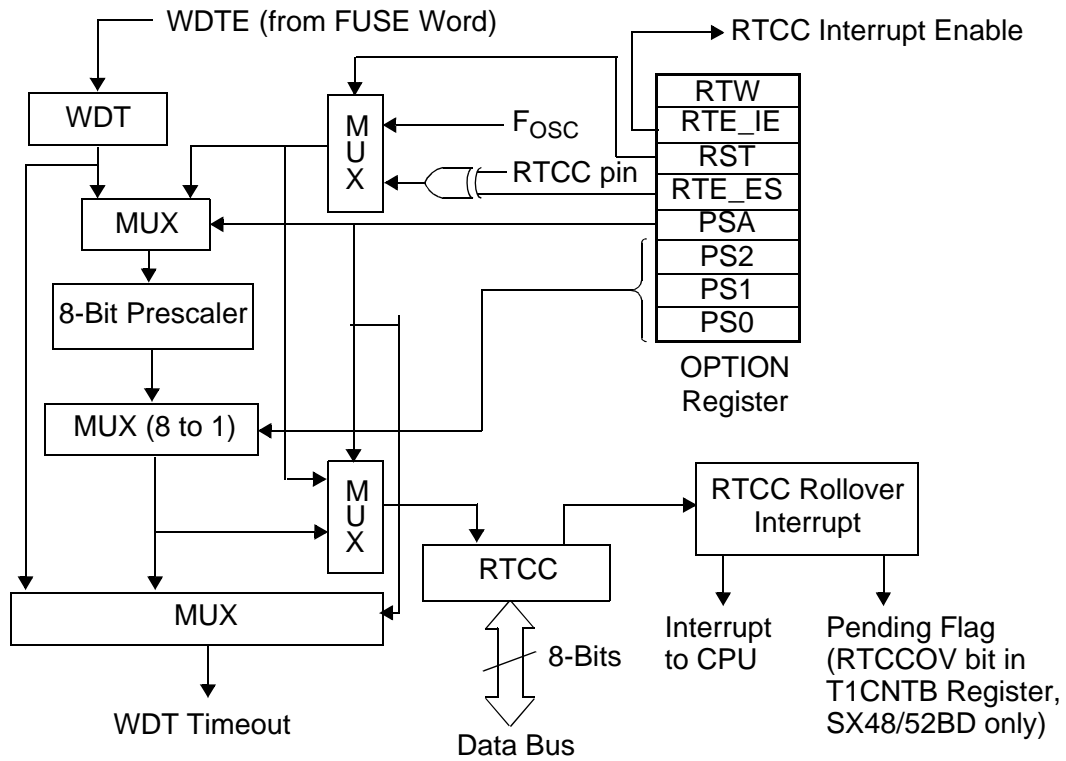 WDTE (from FUSE Word)
RTCC Interrupt Enable
WDT
M
U
X
FOSC
RTCC pin
RTW
RTE_IE
RST
RTE_ES
PSA
PS2
PS1
PS0
OPTION
Register
MUX
8-Bit Prescaler
MUX (8 to 1)
M
U
X
RTCC
RTCC Rollover
Interrupt
MUX
8-Bits
Interrupt
to CPU
Pending Flag
(RTCCOV bit in
T1CNTB Register,
SX48/52BD only)
WDT Timeout
Data Bus